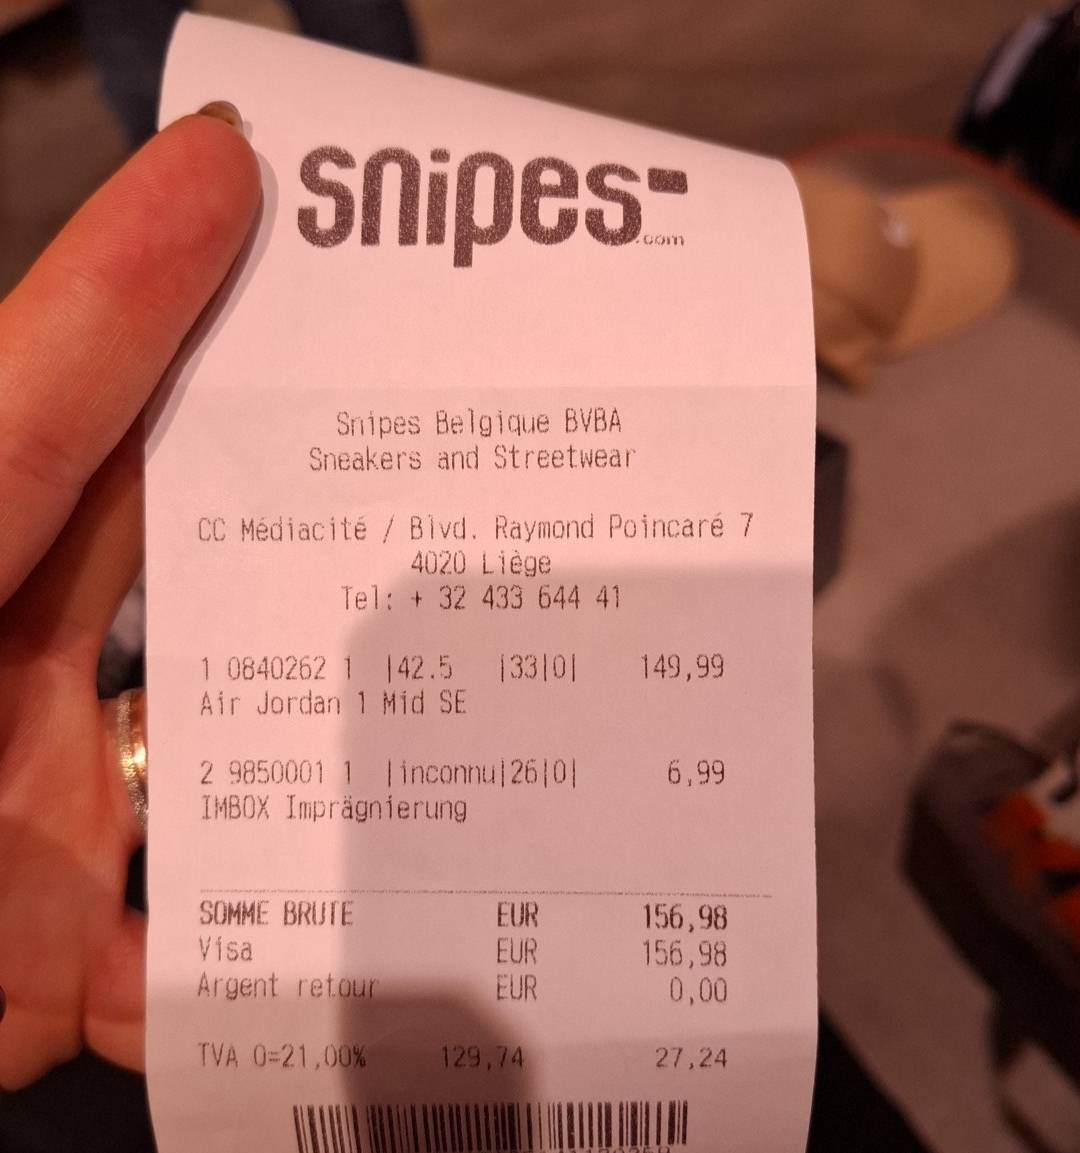 snipes
.com
Snipes Belgique BVBA
Sneakers and Streetwear
CC Médiacité / Blvd. Raymond Poincaré 7
4020 Liège
Tel: + 32 433 644 41
1 0840262 1 |42.5 |33|0| 149,99
Air Jordan 1 Mid SE
2 9850001 1 |inconnu|26|0| 6,99
IMBOX Imprägnierung
SOMME BRUTE EUR 156,98
Visa EUR 156,98
Argent retour EUR 0,00
TVA 0=21,00% 129,74 27,24